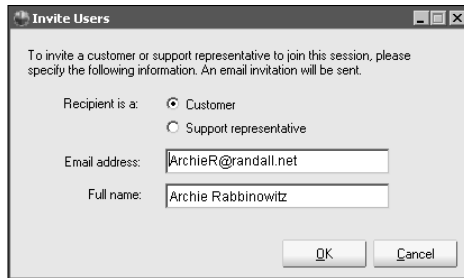 Invite Users
To invite a customer or support representative to join this session, please
specify the following information. An email invitation will be sent.
Recipient is a: Customer
Support representative
Email address: ArchieR@randall.net
Full name: Archie Rabbinowitz
OK Cancel